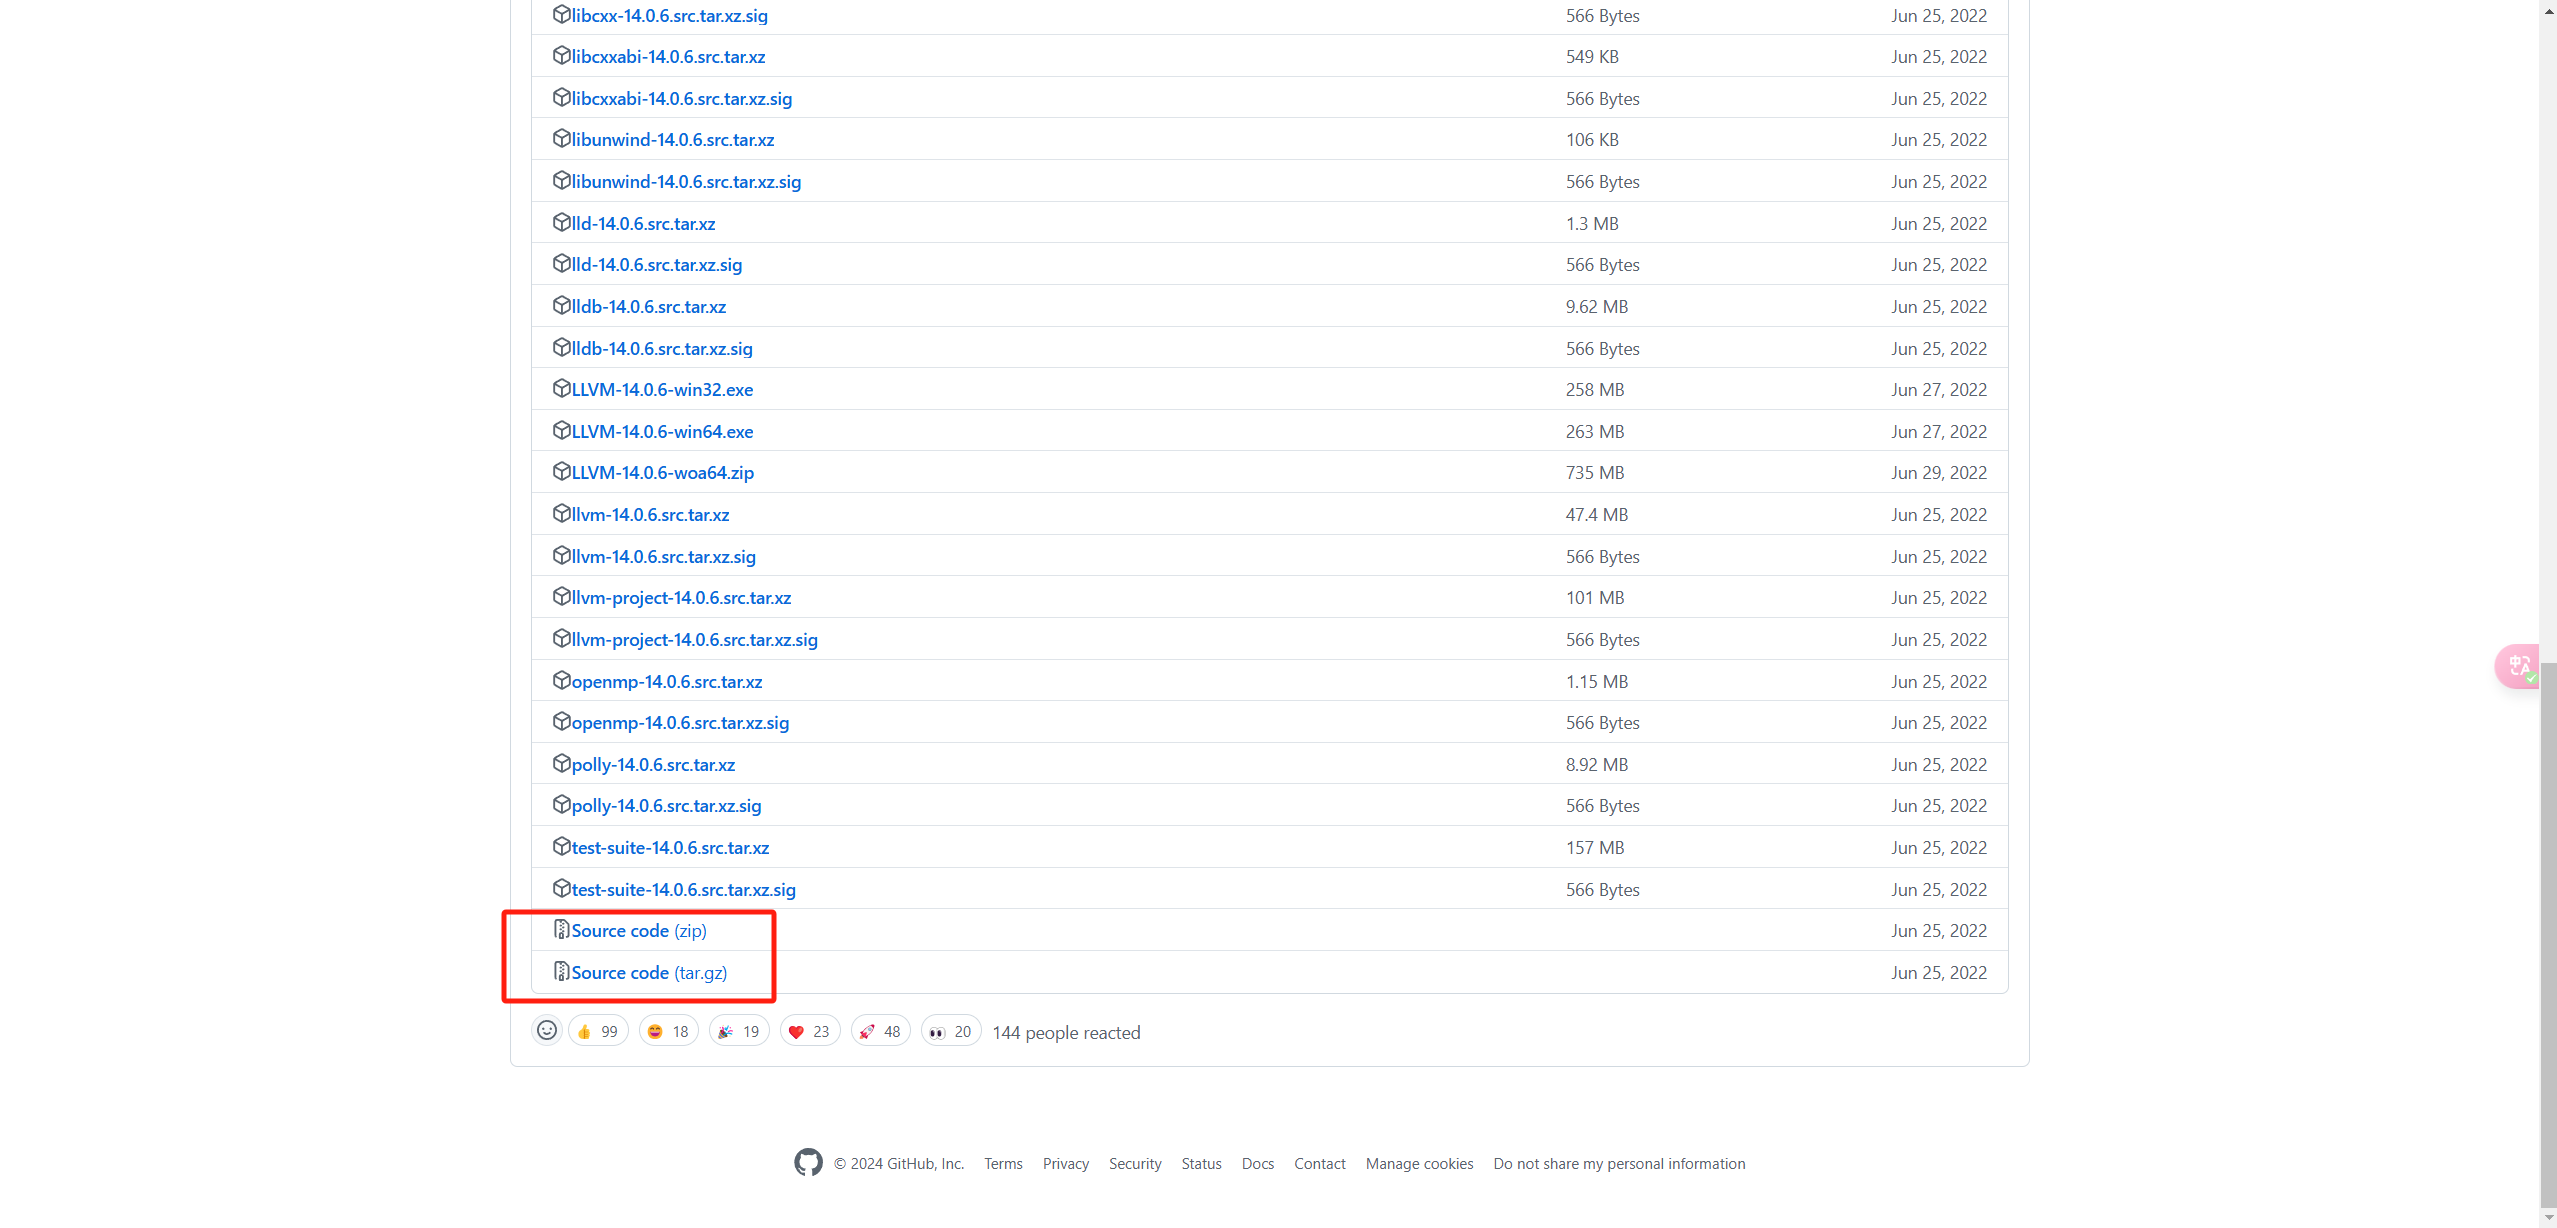 libcxx-14.0.6.src.tar.xz.sig 566 Bytes Jun 25, 2022
libcxxabi-14.0.6.src.tar.xz 549 KB Jun 25, 2022
libcxxabi-14.0.6.src.tar.xz.sig 566 Bytes Jun 25, 2022
libunwind-14.0.6.src.tar.xz 106 KB Jun 25, 2022
libunwind-14.0.6.src.tar.xz.sig 566 Bytes Jun 25, 2022
lld-14.0.6.src.tar.xz 1.3 MB Jun 25, 2022
lld-14.0.6.src.tar.xz.sig 566 Bytes Jun 25, 2022
lldb-14.0.6.src.tar.xz 9.62 MB Jun 25, 2022
lldb-14.0.6.src.tar.xz.sig 566 Bytes Jun 25, 2022
LLVM-14.0.6-win32.exe 258 MB Jun 27, 2022
LLVM-14.0.6-win64.exe 263 MB Jun 27, 2022
LLVM-14.0.6-woa64.zip 735 MB Jun 29, 2022
llvm-14.0.6.src.tar.xz 47.4 MB Jun 25, 2022
llvm-14.0.6.src.tar.xz.sig 566 Bytes Jun 25, 2022
llvm-project-14.0.6.src.tar.xz 101 MB Jun 25, 2022
llvm-project-14.0.6.src.tar.xz.sig 566 Bytes Jun 25, 2022
openmp-14.0.6.src.tar.xz 1.15 MB Jun 25, 2022
openmp-14.0.6.src.tar.xz.sig 566 Bytes Jun 25, 2022
polly-14.0.6.src.tar.xz 8.92 MB Jun 25, 2022
polly-14.0.6.src.tar.xz.sig 566 Bytes Jun 25, 2022
test-suite-14.0.6.src.tar.xz 157 MB Jun 25, 2022
test-suite-14.0.6.src.tar.xz.sig 566 Bytes Jun 25, 2022
Source code (zip) Jun 25, 2022
Source code (tar.gz) Jun 25, 2022
👍 99 😄 18 🎉 19 ❤️ 23 🚀 48 👀 20 144 people reacted
© 2024 GitHub, Inc. Terms Privacy Security Status Docs Contact Manage cookies Do not share my personal information
中A